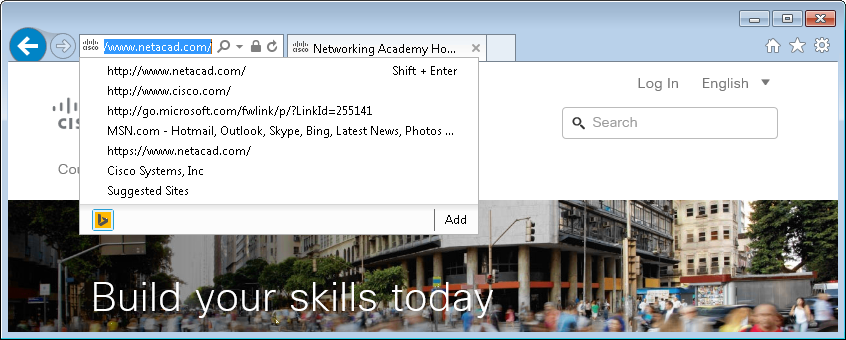 /www.netacad.com/
Networking Academy Ho...
http://www.netacad.com/ Shift + Enter
http://www.cisco.com/
http://go.microsoft.com/fwlink/p/?LinkId=255141
MSN.com - Hotmail, Outlook, Skype, Bing, Latest News, Photos ...
https://www.netacad.com/
Cisco Systems, Inc
Suggested Sites
Add
Log In English
Search
CIS
Cou
Build your skills today